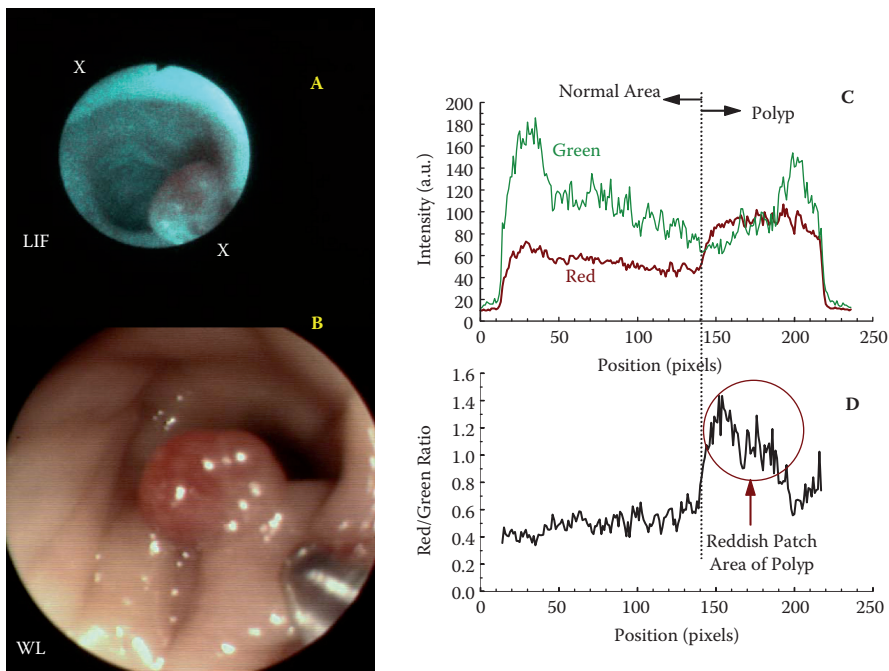 X
A
LIF
X
B
WL
Normal Area
C
Polyp
200
180
160
140
120
100
80
60
40
20
0
Intensity (a.u.)
Green
Red
0 50 100 150 200 250
Position (pixels)
1.6
1.4
1.2
1.0
0.8
0.6
0.4
0.2
0.0
Red/Green Ratio
D
Reddish Patch
Area of Polyp
0 50 100 150 200 250
Position (pixels)